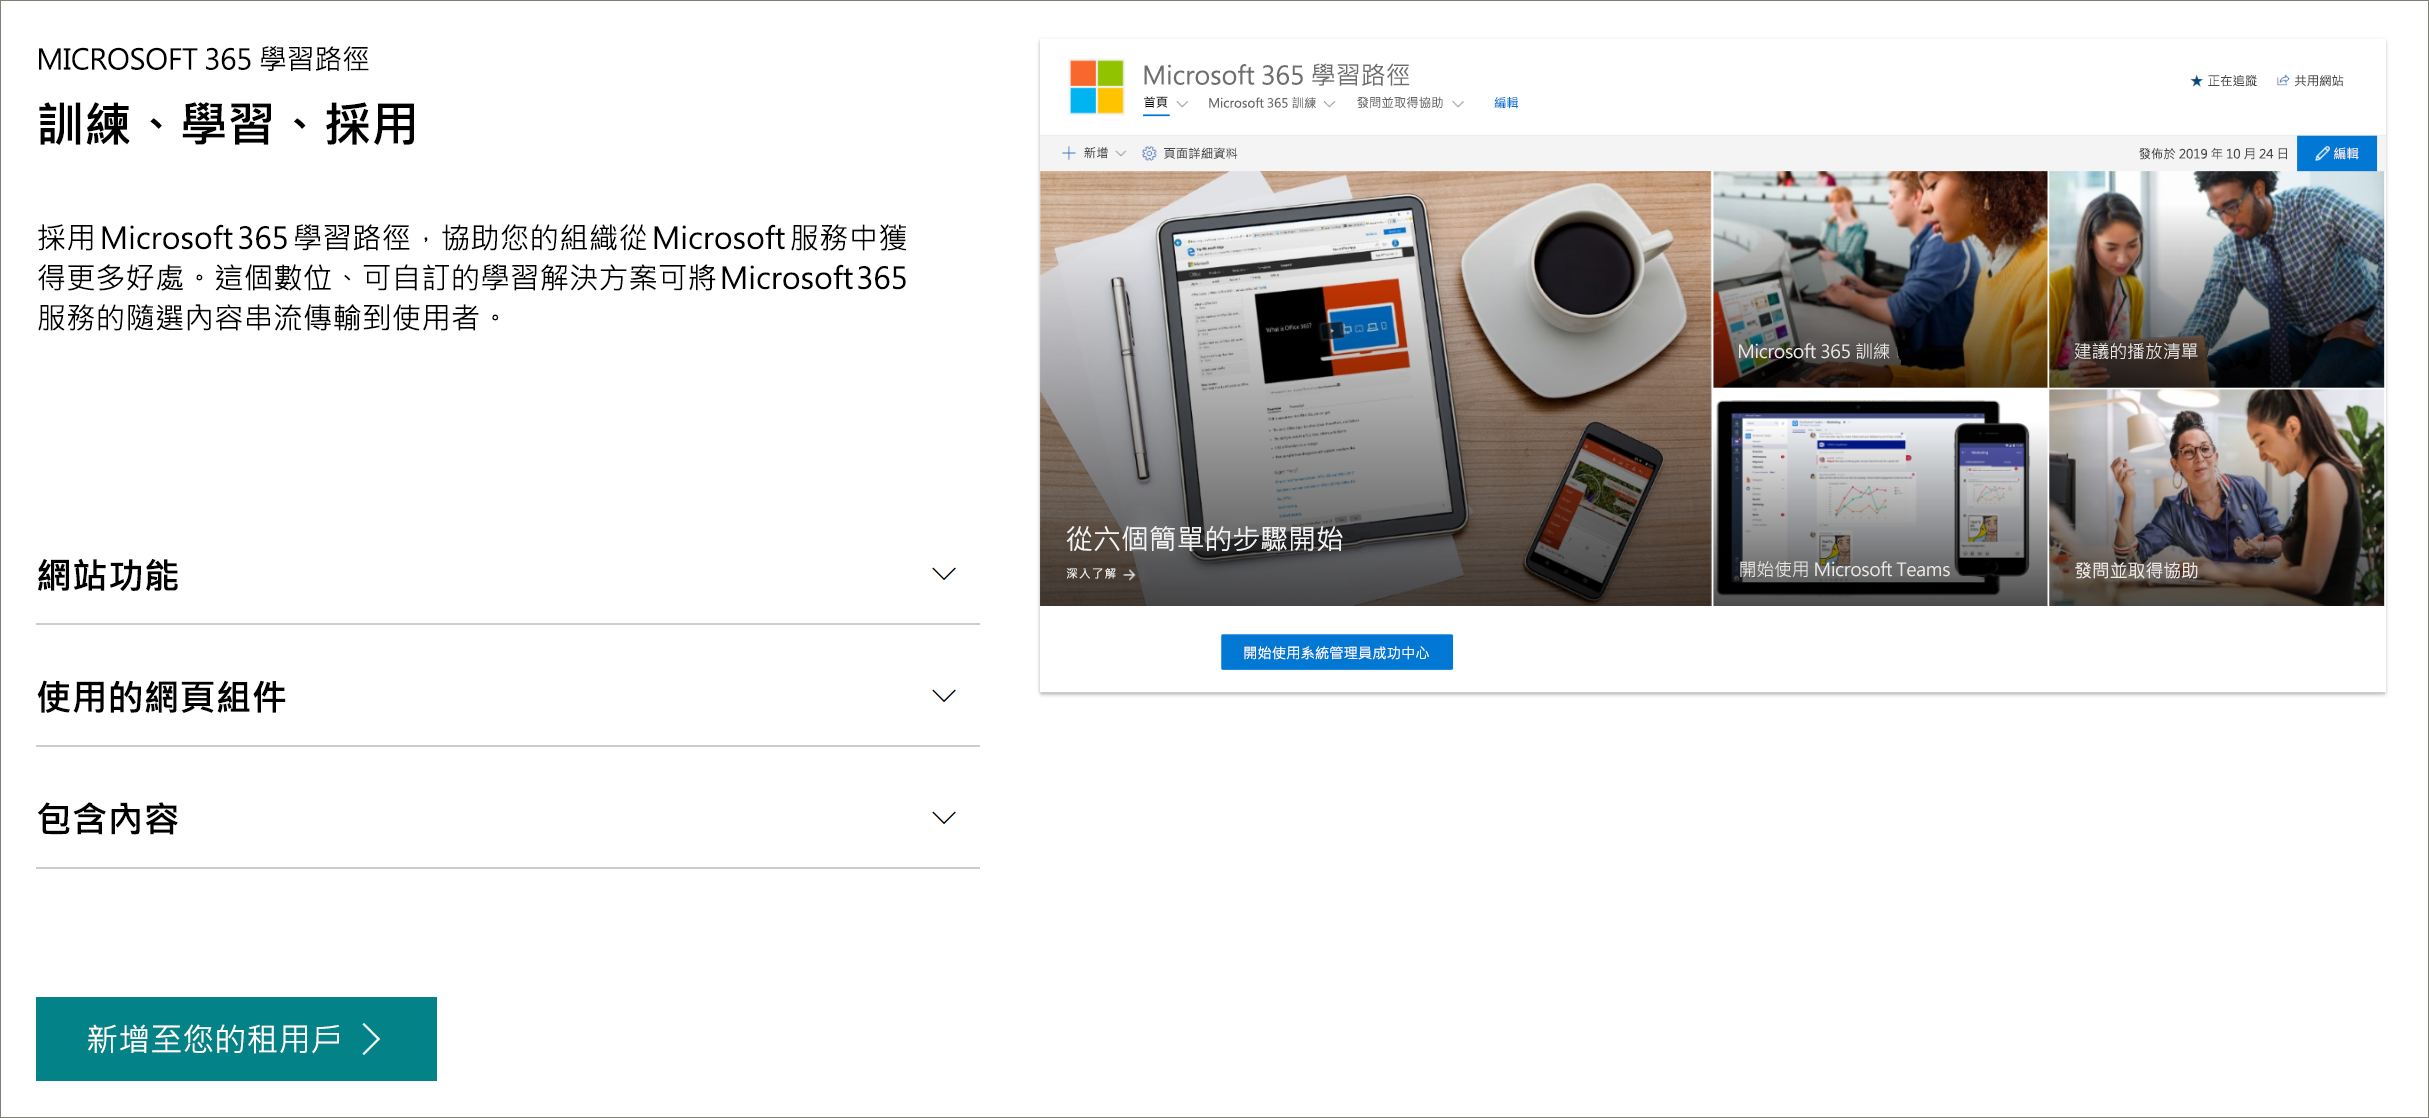 MICROSOFT 365 學習路徑
訓練、學習、採用
採用 Microsoft 365 學習路徑，協助您的組織從 Microsoft 服務中獲
得更多好處。這個數位、可自訂的學習解決方案可將 Microsoft 365
服務的隨選內容串流傳輸到使用者。
網站功能
使用的網頁組件
包含內容
新增至您的租用戶
Microsoft 365 學習路徑
首頁 Microsoft 365 訓練 發問並取得協助 編輯
正在追蹤 共用網站
新增 頁面詳細資料
發佈於 2019 年 10 月 24 日 編輯
What is Office 365?
從六個簡單的步驟開始
深入了解
Microsoft 365 訓練
建議的播放清單
開始使用 Microsoft Teams
發問並取得協助
開始使用系統管理員成功中心